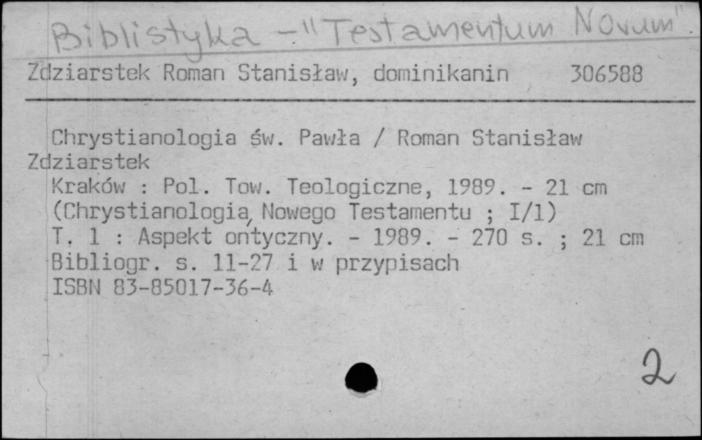 Biblistyka - "Testamentum Novum".
Zdziarstek Roman Stanisław, dominikanin 306588
Chrystianologia św. Pawła / Roman Stanisław
Zdziarstek
Kraków : Pol. Tow. Teologiczne, 1989. - 21 cm
(Chrystianologia, Nowego Testamentu ; I/1)
T. 1 : Aspekt ontyczny. - 1989. - 270 s. ; 21 cm
Bibliogr. s. 11-27 i w przypisach
ISBN 83-85017-36-4
2